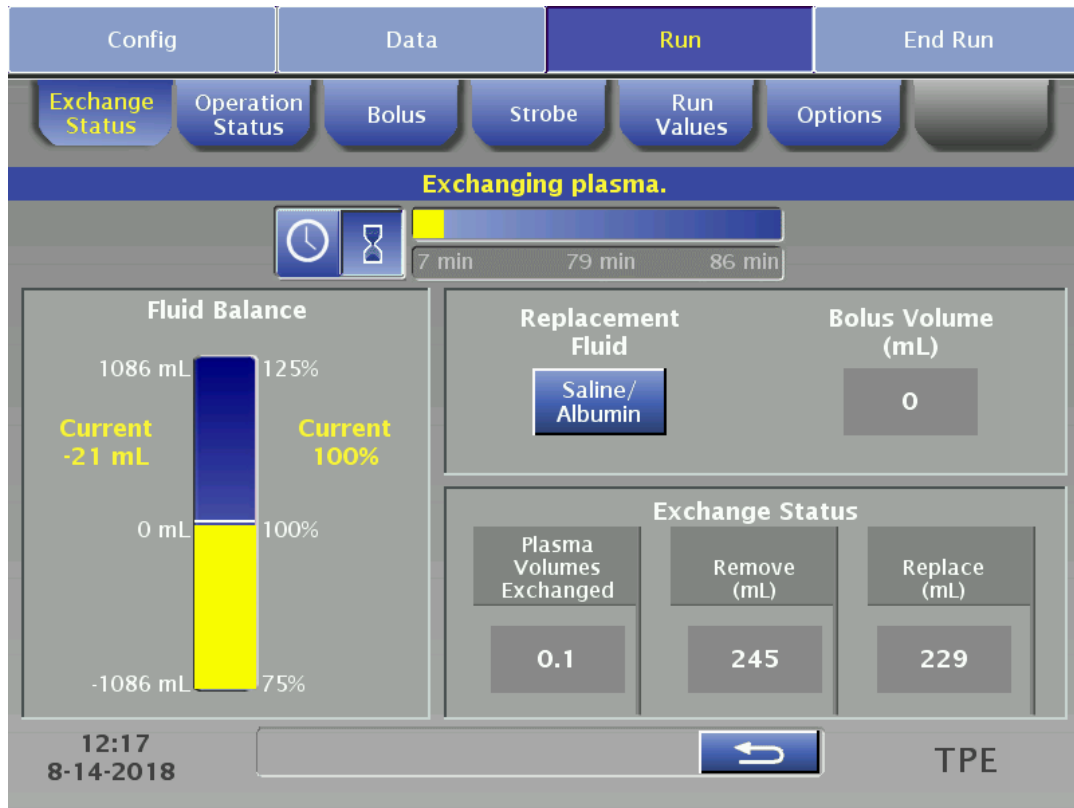 Config
Data
Run
End Run
Exchange
Status
Operation
Status
Bolus
Strobe
Run
Values
Options
Exchanging plasma.
7 min
79 min
86 min
Fluid Balance
1086 mL
125%
Current
-21 mL
Current
100%
0 mL
100%
-1086 mL
75%
Replacement
Fluid
Saline/
Albumin
Bolus Volume
(mL)
0
Exchange Status
Plasma
Volumes
Exchanged
0.1
Remove
(mL)
245
Replace
(mL)
229
12:17
8-14-2018
TPE